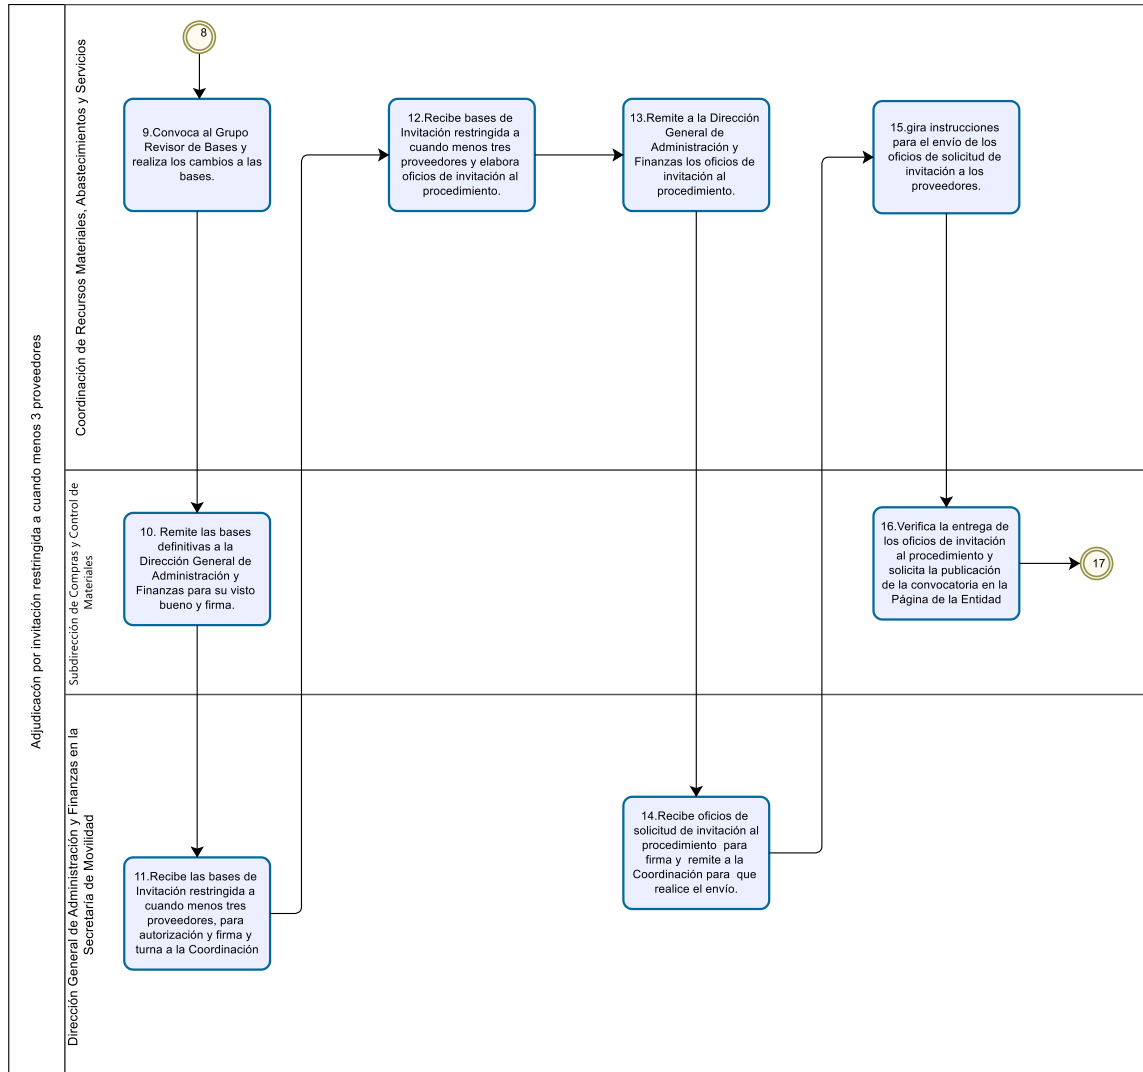 Adjudicacón por invitación restringida a cuando menos 3 proveedores
Coordinación de Recursos Materiales, Abastecimientos y Servicios
8
9.Convoca al Grupo
Revisor de Bases y
realiza los cambios a las
bases.
12.Recibe bases de
Invitación restringida a
cuando menos tres
proveedores y elabora
oficios de invitación al
procedimiento.
13.Remite a la Dirección
General de
Administración y
Finanzas los oficios de
invitación al
procedimiento.
15.gira instrucciones
para el envío de los
oficios de solicitud de
invitación a los
proveedores.
Subdirección de Compras y Control de
Materiales
10. Remite las bases
definitivas a la
Dirección General de
Administración y
Finanzas para su visto
bueno y firma.
16.Verifica la entrega de
los oficios de invitación
al procedimiento y
solicita la publicación
de la convocatoria en la
Página de la Entidad
17
Dirección General de Administración y Finanzas en la
Secretaría de Movilidad
11.Recibe las bases de
Invitación restringida a
cuando menos tres
proveedores, para
autorización y firma y
turna a la Coordinación
14.Recibe oficios de
solicitud de invitación al
procedimiento para
firma y remite a la
Coordinación para que
realice el envío.